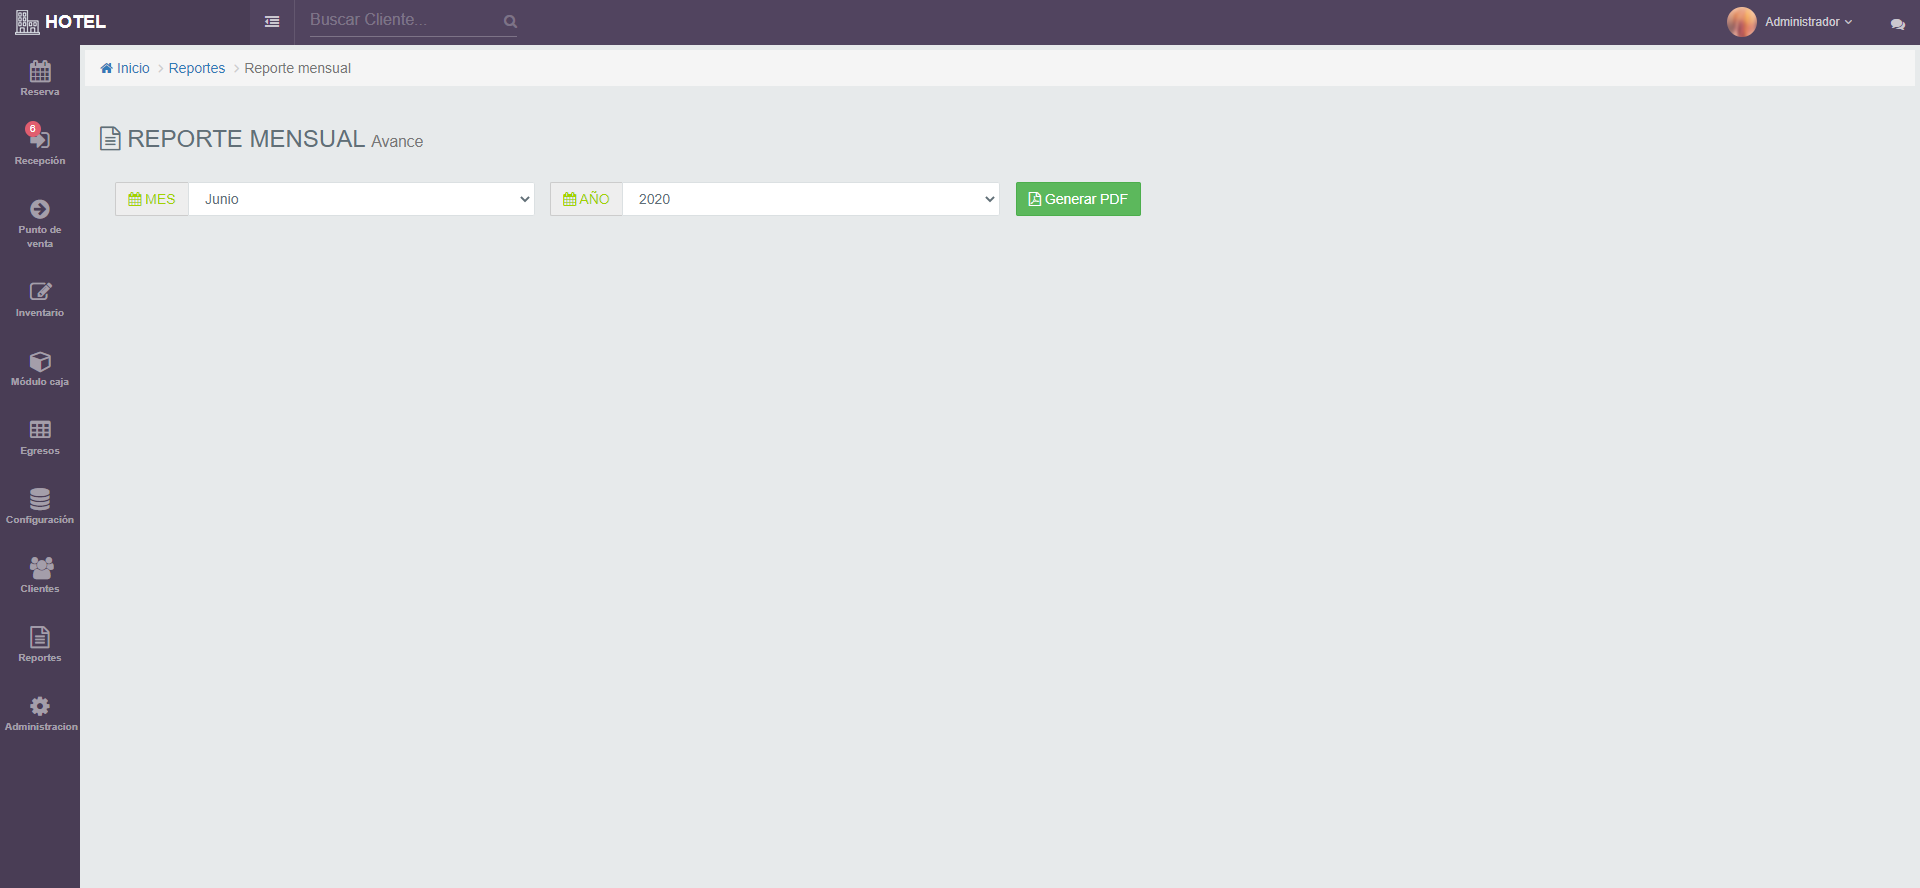 HOTEL
Buscar Cliente...
Administrador
Inicio > Reportes > Reporte mensual
Reserva
6
Recepción
Punto de
venta
Inventario
Módulo caja
Egresos
Configuración
Clientes
Reportes
Administracion
REPORTE MENSUAL Avance
MES Junio AÑO 2020 Generar PDF